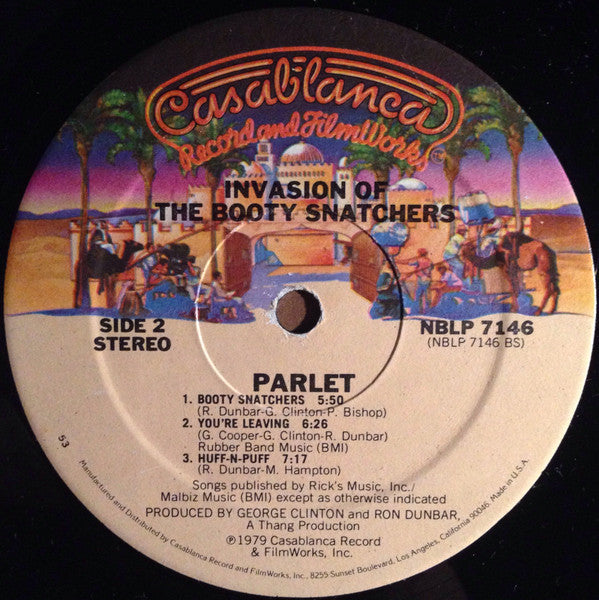 Casablanca
Record and FilmWorks
INVASION OF
THE BOOTY SNATCHERS
SIDE 2
STEREO
NBLP 7146
(NBLP 7146 BS)
PARLET
1. BOOTY SNATCHERS 5:50
(R. Dunbar-G. Clinton-P. Bishop)
2. YOU'RE LEAVING 6:26
(G. Cooper-G. Clinton-R. Dunbar)
Rubber Band Music (BMI)
3. HUFF-N-PUFF 7:17
(R. Dunbar-M. Hampton)
Songs published by Rick's Music, Inc./
Malbiz Music (BMI) except as otherwise indicated
PRODUCED BY GEORGE CLINTON and RON DUNBAR,
A Thang Production
℗1979 Casablanca Record
& FilmWorks, Inc.
53
Manufactured and Distributed by Casablanca Record and FilmWorks, Inc., 8255 Sunset Boulevard, Los Angeles, California 90046 Made in U.S.A.